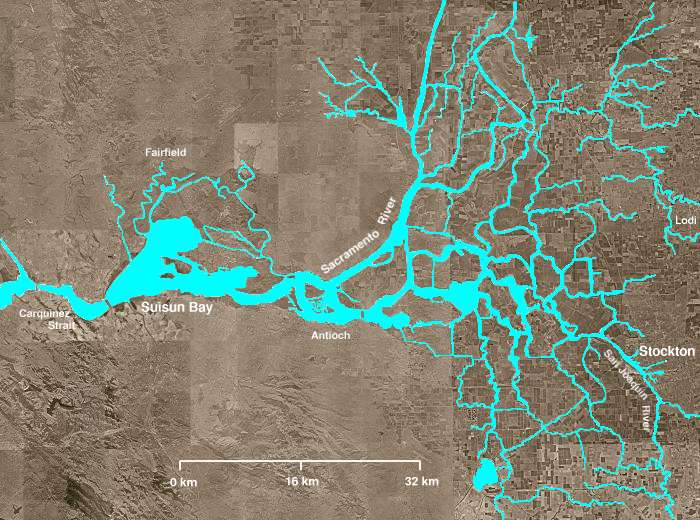 Fairfield
Sacramento River
Lodi
Carquinez
Strait
Suisun Bay
Antioch
Stockton
San Joaquin River
0 km
16 km
32 km